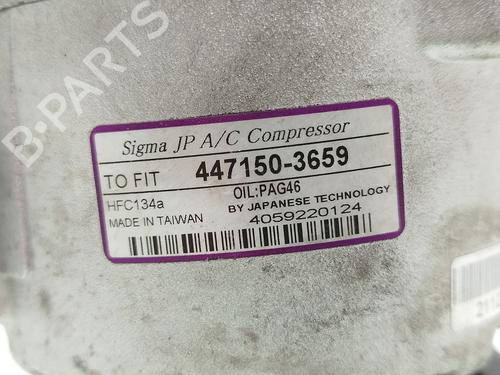 B-PARTS
Sigma JP A/C Compressor
TO FIT 447150-3659
OIL:PAG46
HFC134a BY JAPANESE TECHNOLOGY
MADE IN TAIWAN 4059220124